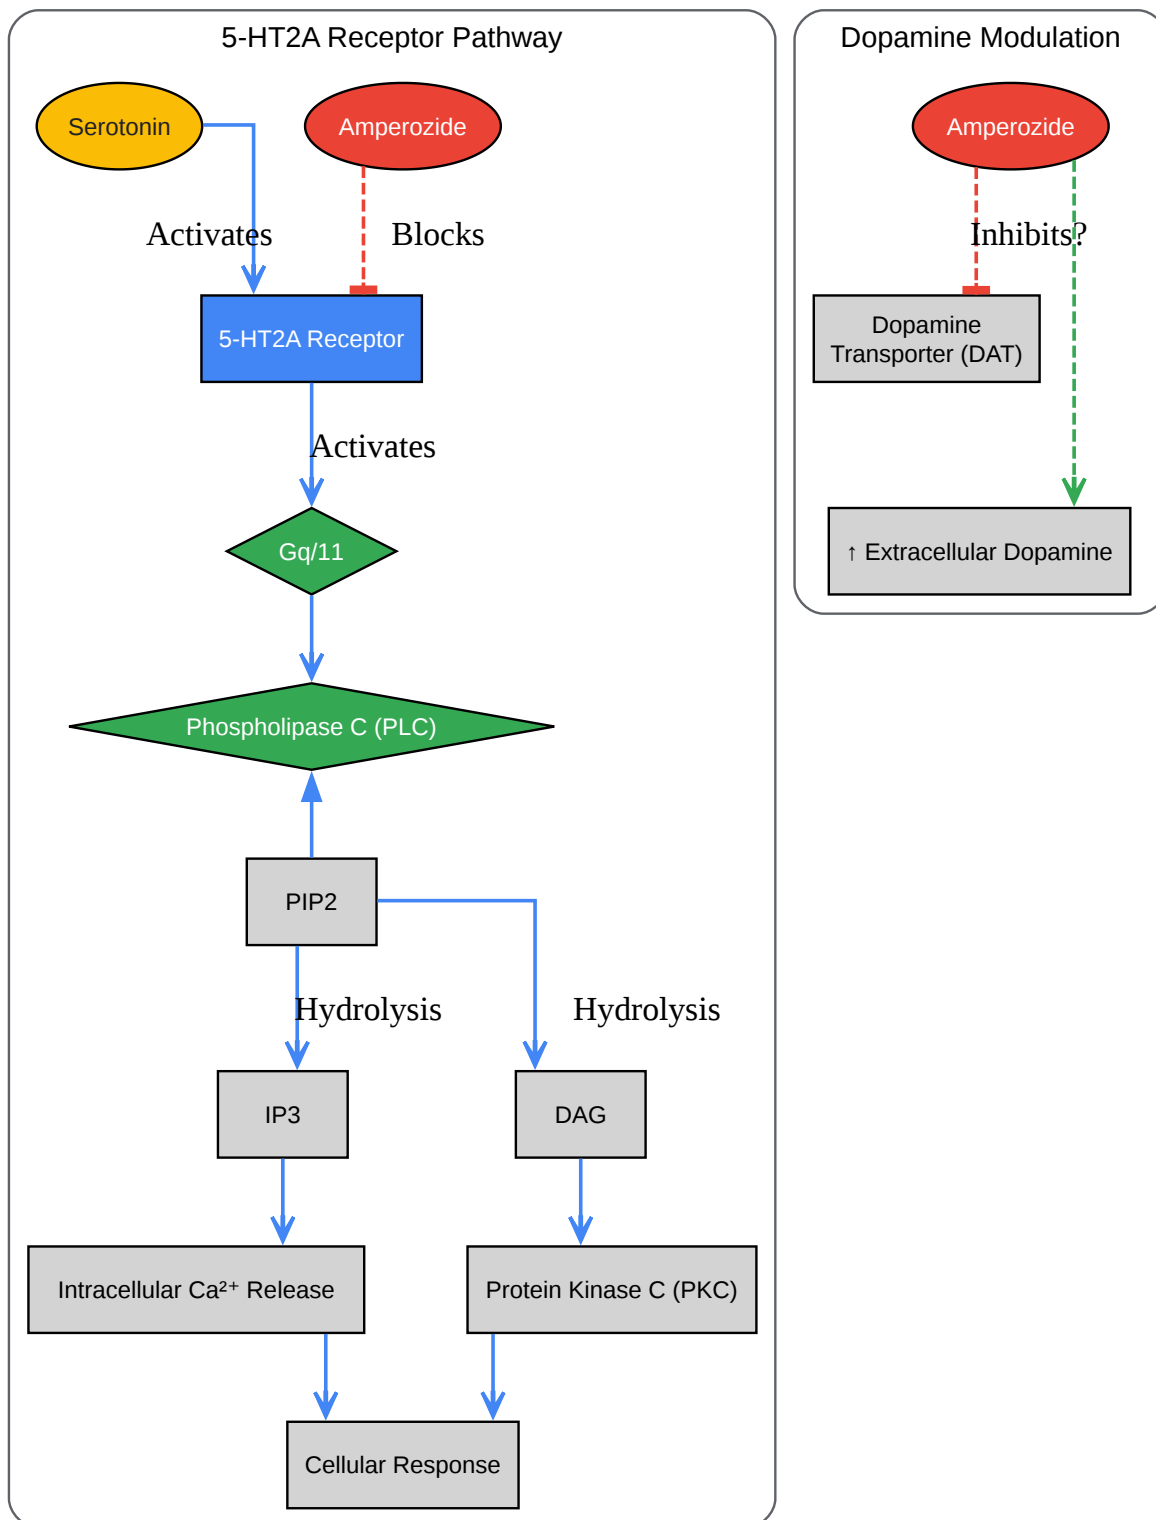 5-HT2A Receptor Pathway
Serotonin
Amperozide
Activates
Blocks
5-HT2A Receptor
Activates
Gq/11
Phospholipase C (PLC)
PIP2
Hydrolysis
Hydrolysis
IP3
DAG
Intracellular Ca²⁺ Release
Protein Kinase C (PKC)
Cellular Response
Dopamine Modulation
Amperozide
Inhibits?
Dopamine
Transporter (DAT)
↑ Extracellular Dopamine